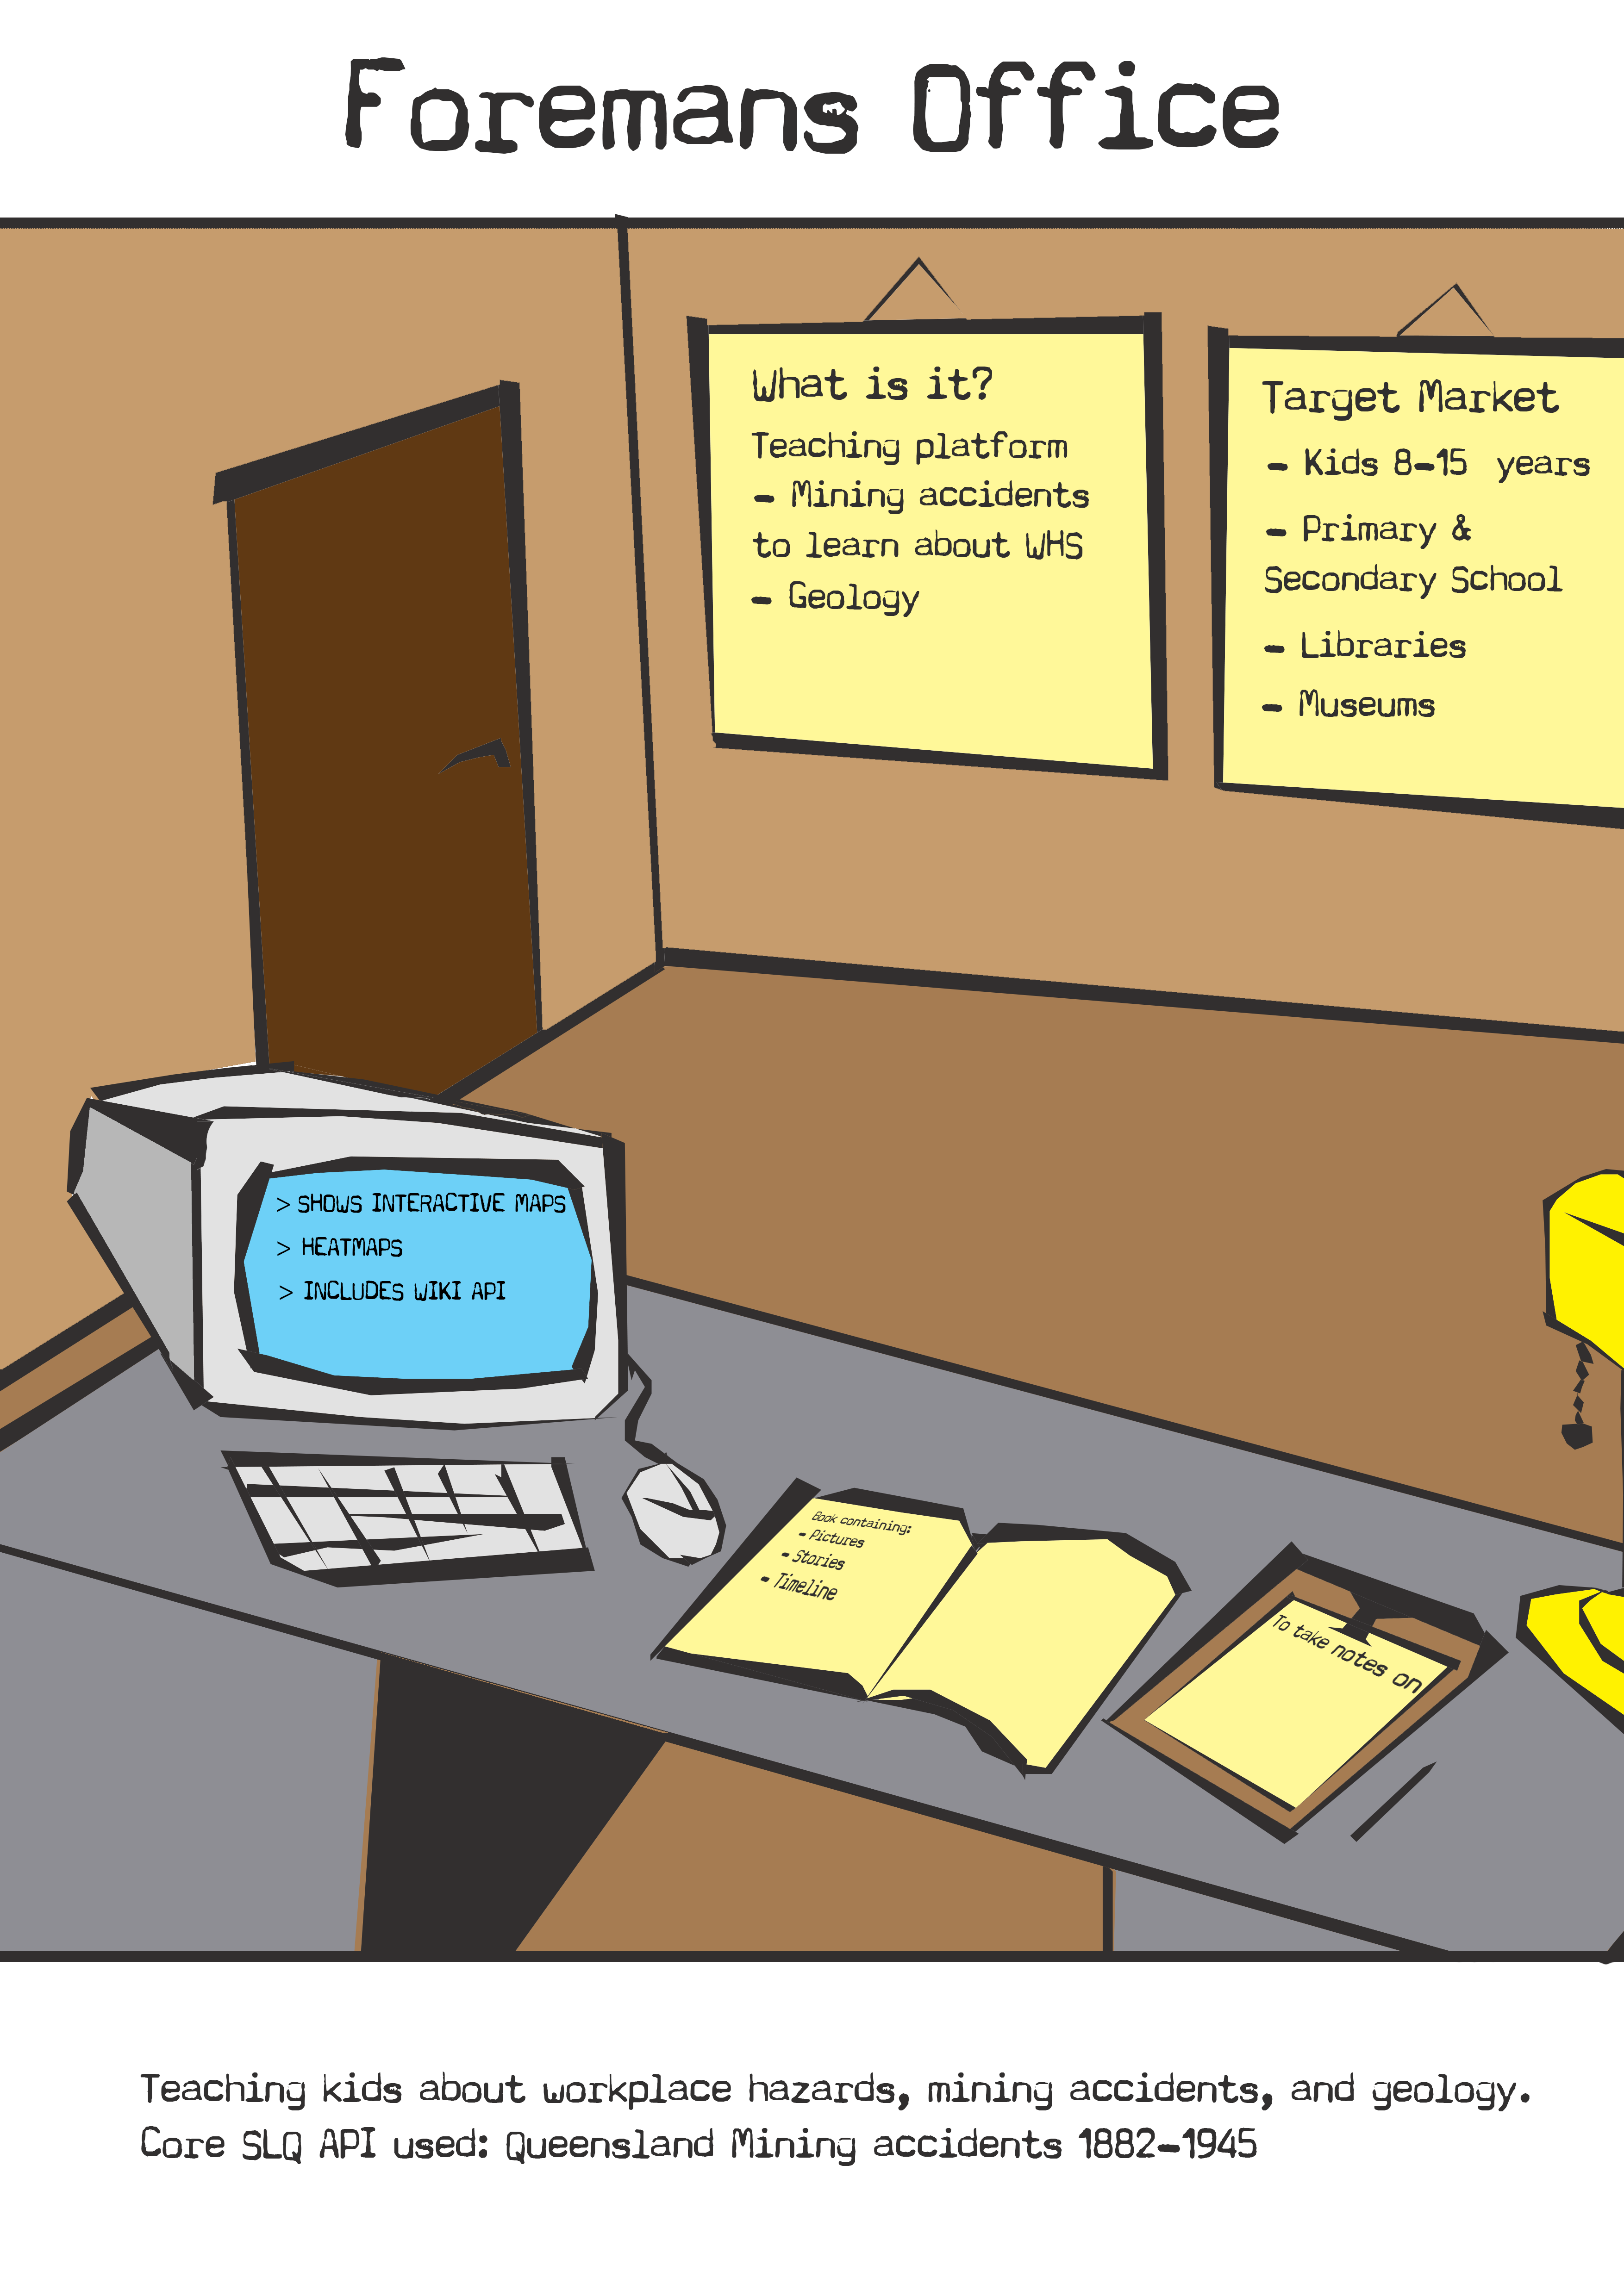 Foremans Office
What is it?
Teaching platform
- Mining accidents
to learn about WHS
- Geology
Target Market
- Kids 8-15 years
- Primary &
Secondary School
- Libraries
- Museums
> SHOWS INTERACTIVE MAPS
> HEATMAPS
> INCLUDES WIKI API
Book containing:
- Pictures
- Stories
- Timeline
To take notes on
Teaching kids about workplace hazards, mining accidents, and geology.
Core SLQ API used: Queensland Mining accidents 1882-1945